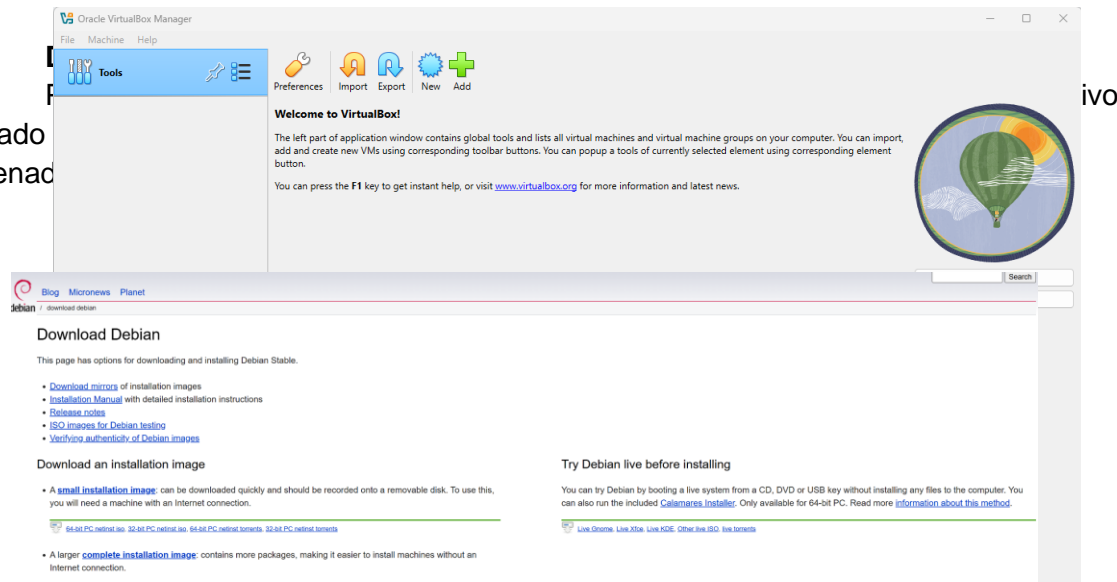 Oracle VirtualBox Manager
File Machine Help
Tools
Preferences Import Export New Add
Welcome to VirtualBox!
The left part of application window contains global tools and lists all virtual machines and virtual machine groups on your computer. You can import,
add and create new VMs using corresponding toolbar buttons. You can popup a tools of currently selected element using corresponding element
button.
You can press the F1 key to get instant help, or visit www.virtualbox.org for more information and latest news.
ivo
ado
enad
Search
Blog Micronews Planet
debian / download debian
Download Debian
This page has options for downloading and installing Debian Stable.
• Download mirrors of installation images
• Installation Manual with detailed installation instructions
• Release notes
• ISO images for Debian testing
• Verifying authenticity of Debian images
Download an installation image
• A small installation image: can be downloaded quickly and should be recorded onto a removable disk. To use this,
you will need a machine with an Internet connection.
64-bit PC netinst iso, 32-bit PC netinst iso, 64-bit PC netinst torrents, 32-bit PC netinst torrents
• A larger complete installation image: contains more packages, making it easier to install machines without an
Internet connection.
Try Debian live before installing
You can try Debian by booting a live system from a CD, DVD or USB key without installing any files to the computer. You
can also run the included Calamares Installer. Only available for 64-bit PC. Read more information about this method.
Live Gnome, Live Xfce, Live KDE, Other live ISO, live torrents